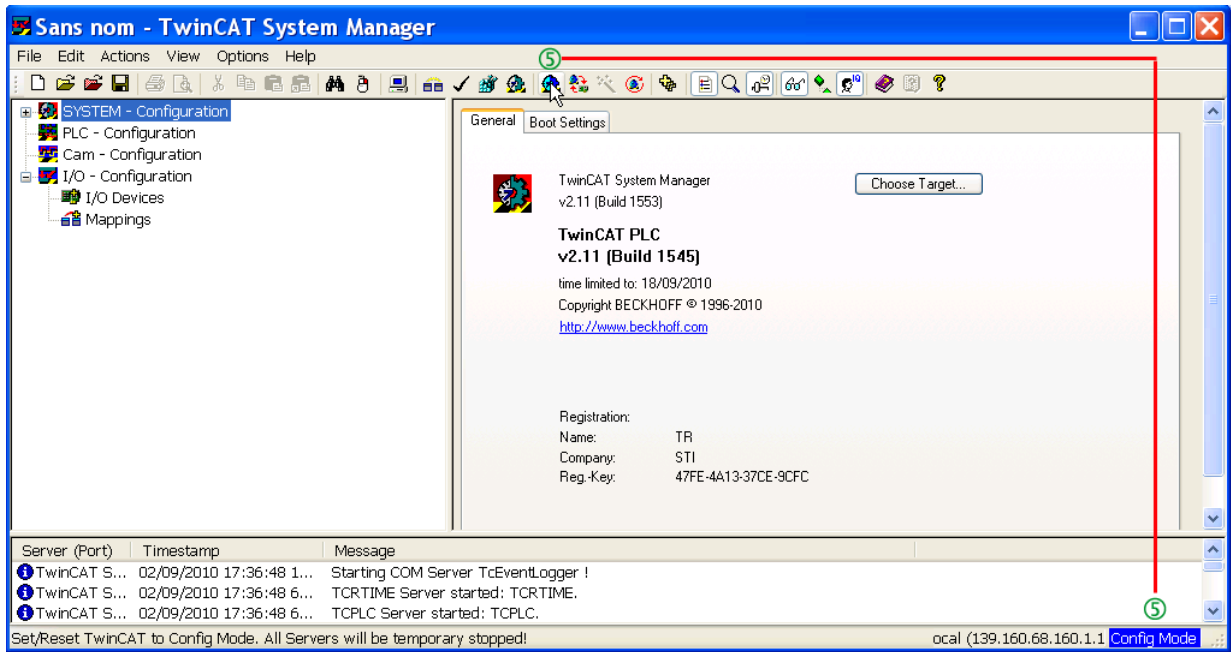 Sans nom - TwinCAT System Manager
File Edit Actions View Options Help
5
SYSTEM - Configuration
PLC - Configuration
Cam - Configuration
I/O - Configuration
I/O Devices
Mappings
General Boot Settings
TwinCAT System Manager
v2.11 (Build 1553)
Choose Target...
TwinCAT PLC
v2.11 (Build 1545)
time limited to: 18/09/2010
Copyright BECKHOFF © 1996-2010
http://www.beckhoff.com
Registration:
Name: TR
Company: STI
Reg.-Key: 47FE-4A13-37CE-9CFC
Server (Port) Timestamp Message
TwinCAT S... 02/09/2010 17:36:48 1... Starting COM Server TcEventLogger !
TwinCAT S... 02/09/2010 17:36:48 6... TCRTIME Server started: TCRTIME.
TwinCAT S... 02/09/2010 17:36:48 6... TCPLC Server started: TCPLC.
5
Set/Reset TwinCAT to Config Mode. All Servers will be temporary stopped! ocal (139.160.68.160.1.1 Config Mode